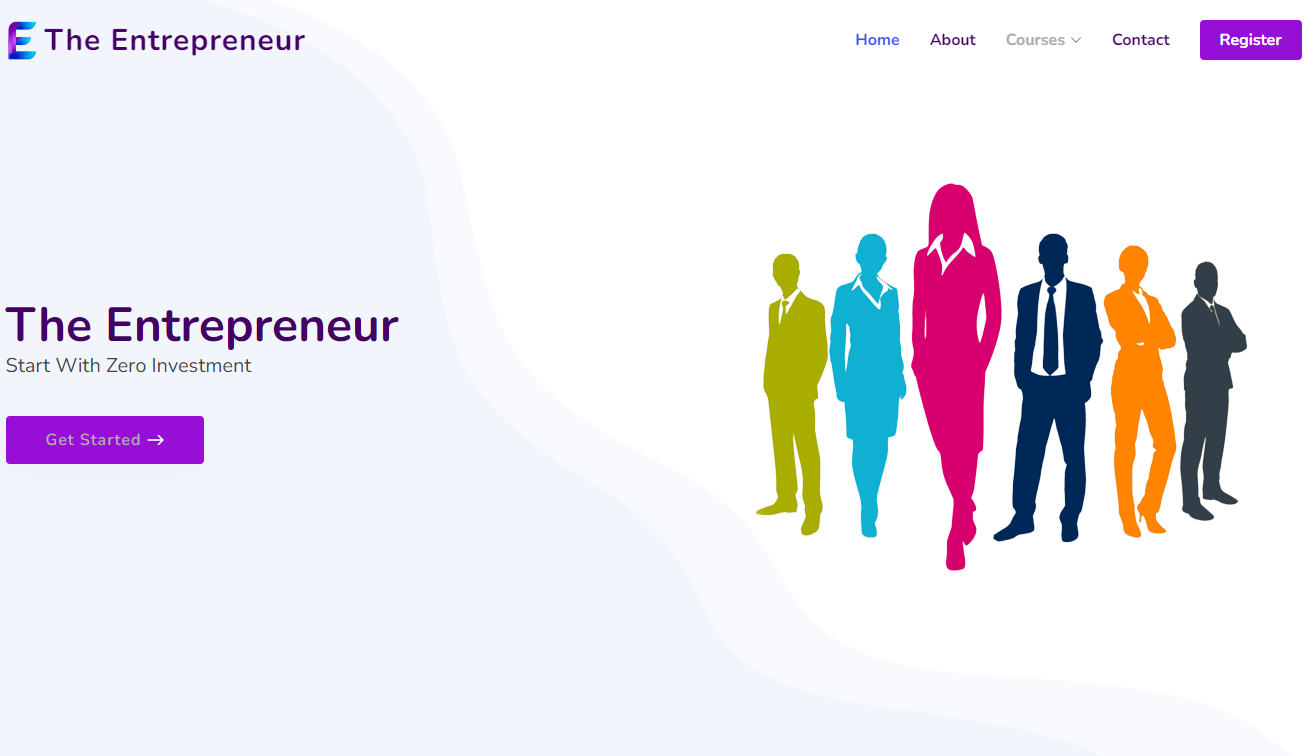 E The Entrepreneur
Home
About
Courses
Contact
Register
The Entrepreneur
Start With Zero Investment
Get Started →